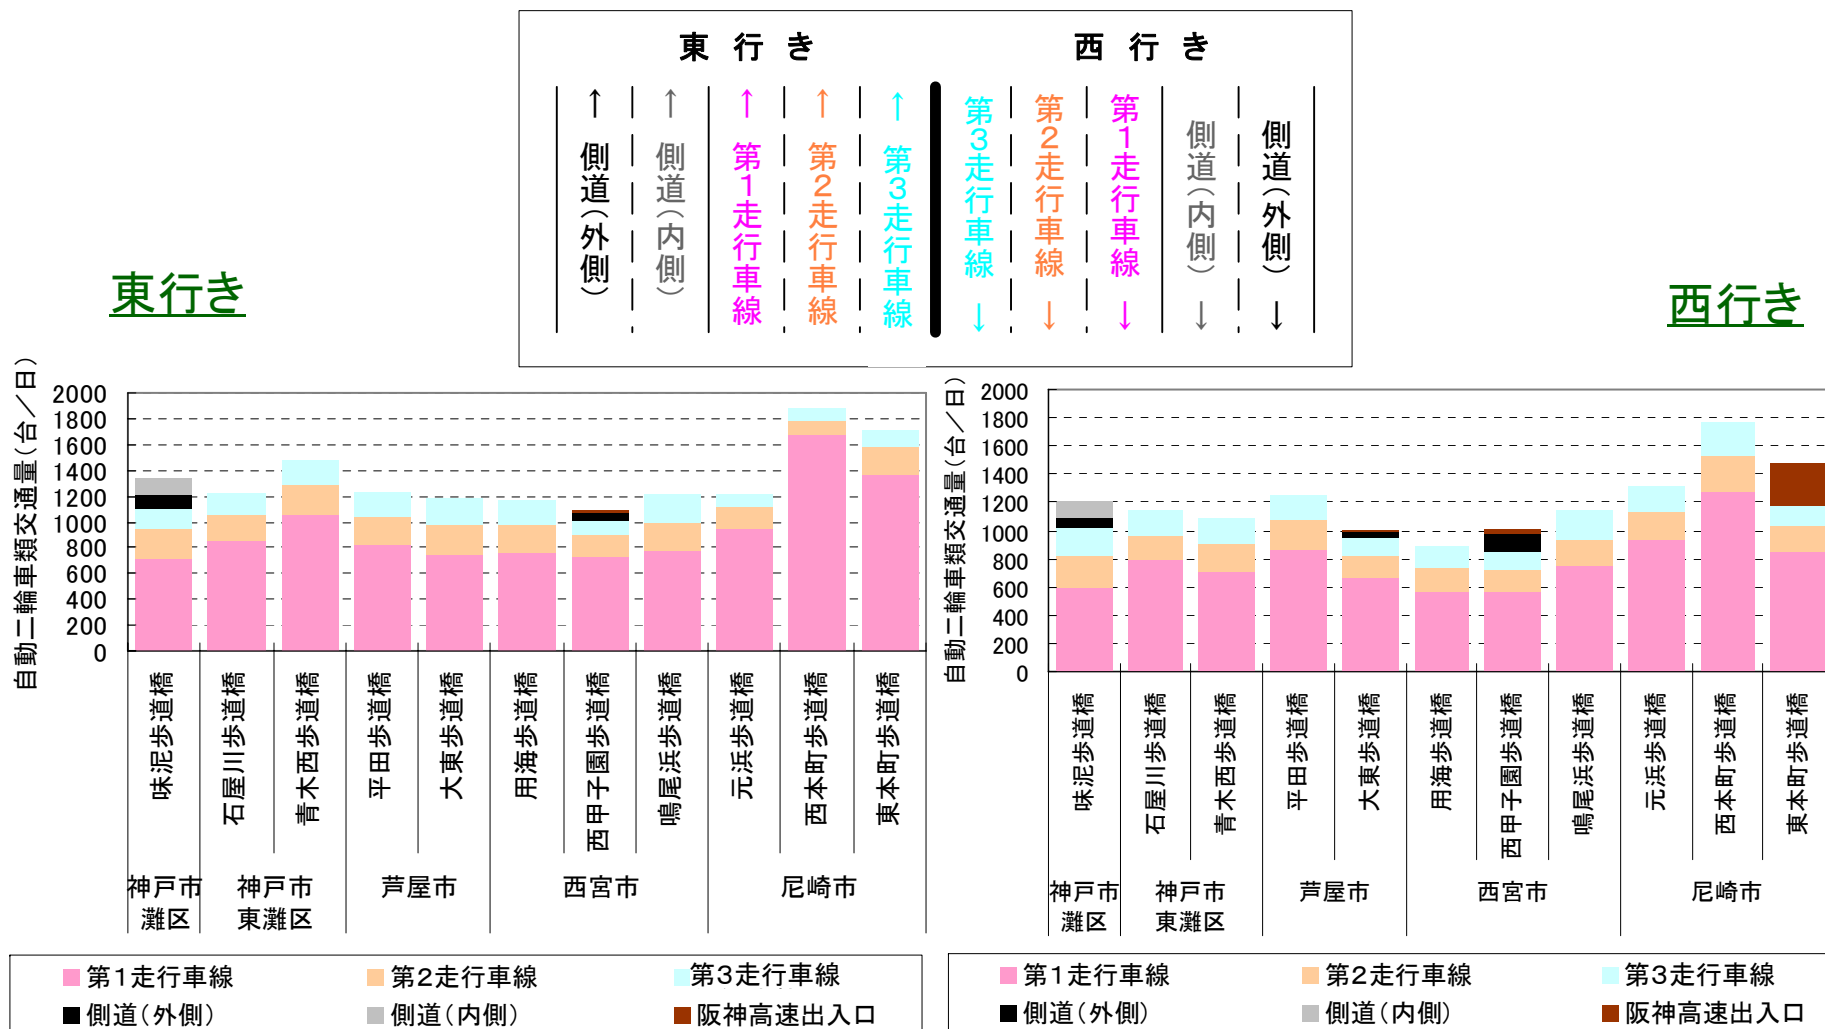 東 行 き
西 行 き
↑ 側道(外側)
↑ 側道(内側)
↑ 第1走行車線
↑ 第2走行車線
↑ 第3走行車線
第3走行車線 ↓
第2走行車線 ↓
第1走行車線 ↓
側道(内側) ↓
側道(外側) ↓
東行き
西行き
自動二輪車類交通量(台/日)
2000
1800
1600
1400
1200
1000
800
600
400
200
0
味泥歩道橋
石屋川歩道橋
青木西歩道橋
平田歩道橋
大東歩道橋
用海歩道橋
西甲子園歩道橋
鳴尾浜歩道橋
元浜歩道橋
西本町歩道橋
東本町歩道橋
神戸市
灘区
神戸市
東灘区
芦屋市
西宮市
尼崎市
第1走行車線
第2走行車線
第3走行車線
側道(外側)
側道(内側)
阪神高速出入口
自動二輪車類交通量(台/日)
2000
1800
1600
1400
1200
1000
800
600
400
200
0
味泥歩道橋
石屋川歩道橋
青木西歩道橋
平田歩道橋
大東歩道橋
用海歩道橋
西甲子園歩道橋
鳴尾浜歩道橋
元浜歩道橋
西本町歩道橋
東本町歩道橋
神戸市
灘区
神戸市
東灘区
芦屋市
西宮市
尼崎市
第1走行車線
第2走行車線
第3走行車線
側道(外側)
側道(内側)
阪神高速出入口